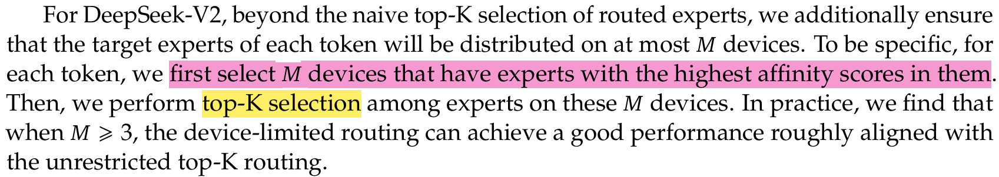 For DeepSeek-V2, beyond the naive top-K selection of routed experts, we additionally ensure
that the target experts of each token will be distributed on at most M devices. To be specific, for
each token, we first select M devices that have experts with the highest affinity scores in them.
Then, we perform top-K selection among experts on these M devices. In practice, we find that
when M ⩾ 3, the device-limited routing can achieve a good performance roughly aligned with
the unrestricted top-K routing.